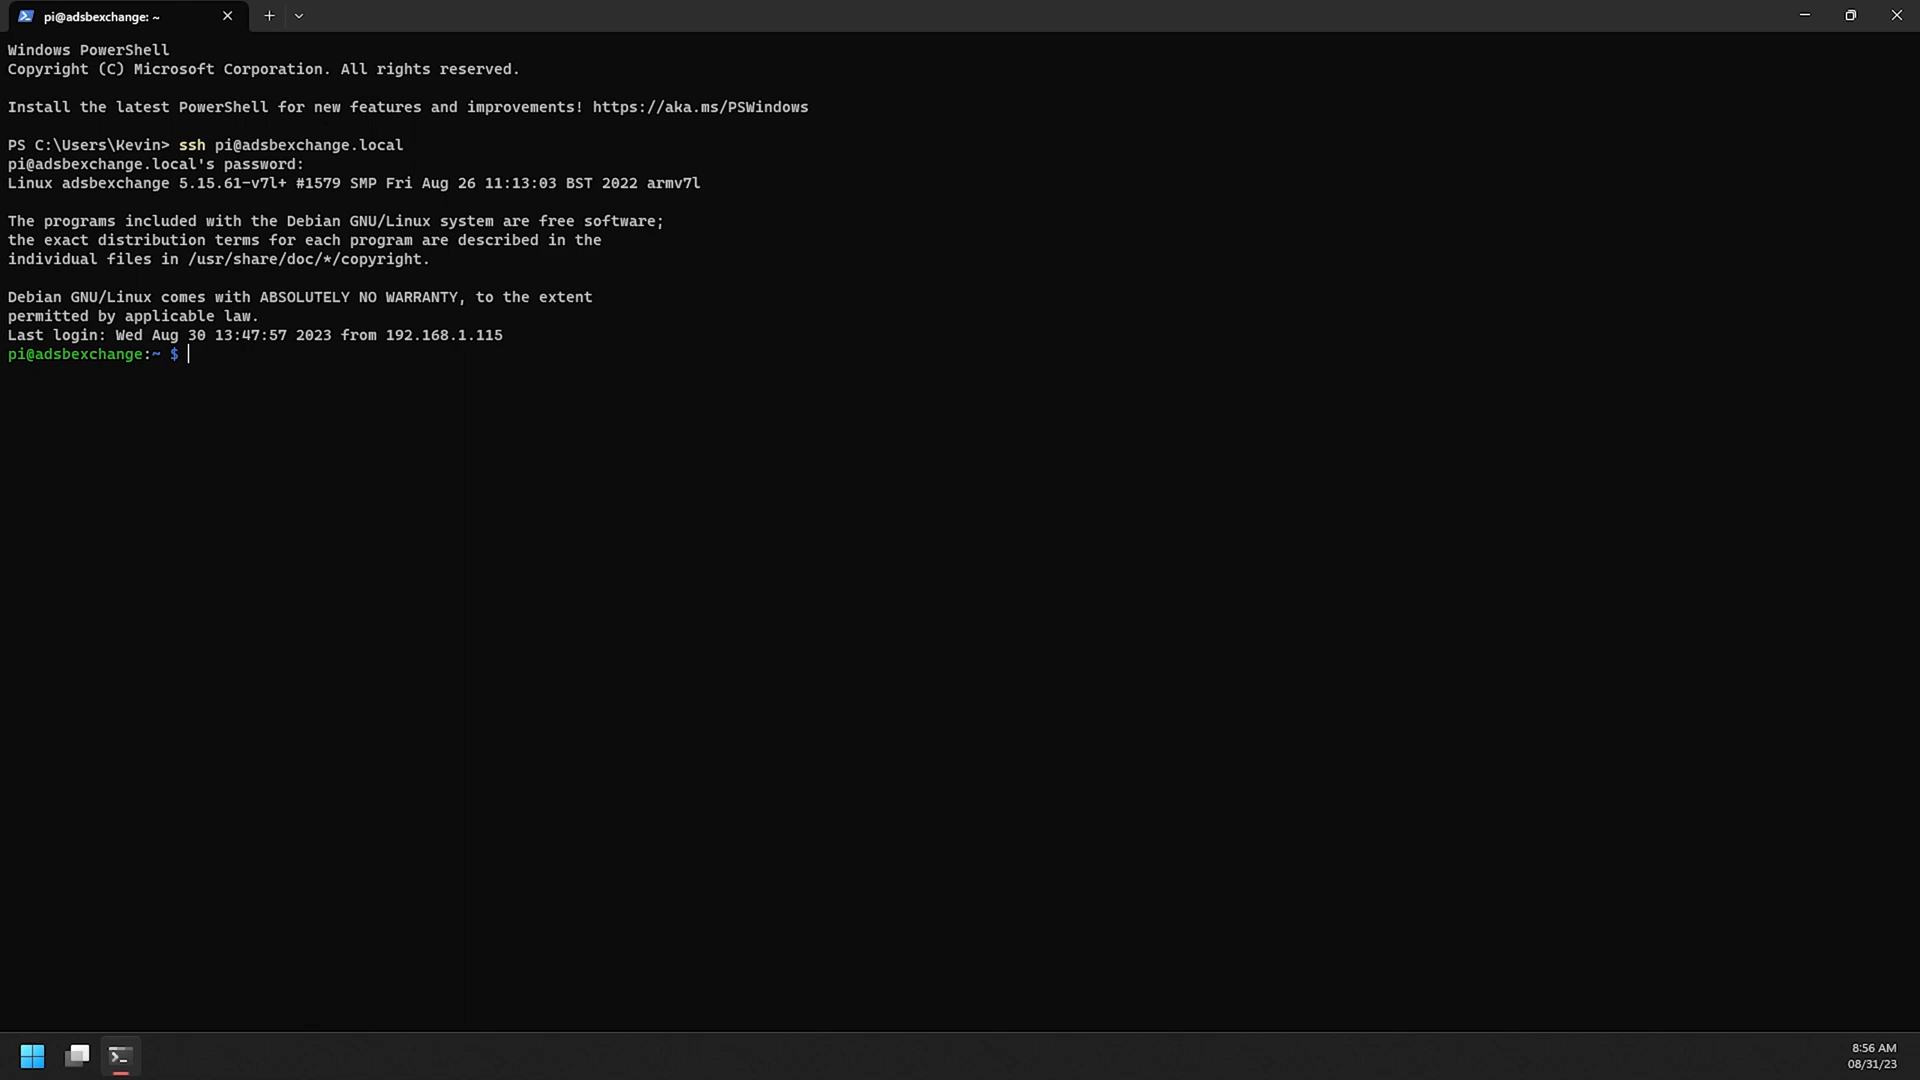 pi@adsbexchange: ~
Windows PowerShell
Copyright (C) Microsoft Corporation. All rights reserved.
Install the latest PowerShell for new features and improvements! https://aka.ms/PSWindows
PS C:\Users\Kevin> ssh pi@adsbexchange.local
pi@adsbexchange.local's password:
Linux adsbexchange 5.15.61-v7l+ #1579 SMP Fri Aug 26 11:13:03 BST 2022 armv7l
The programs included with the Debian GNU/Linux system are free software;
the exact distribution terms for each program are described in the
individual files in /usr/share/doc/*/copyright.
Debian GNU/Linux comes with ABSOLUTELY NO WARRANTY, to the extent
permitted by applicable law.
Last login: Wed Aug 30 13:47:57 2023 from 192.168.1.115
pi@adsbexchange:~ $
8:56 AM
08/31/23